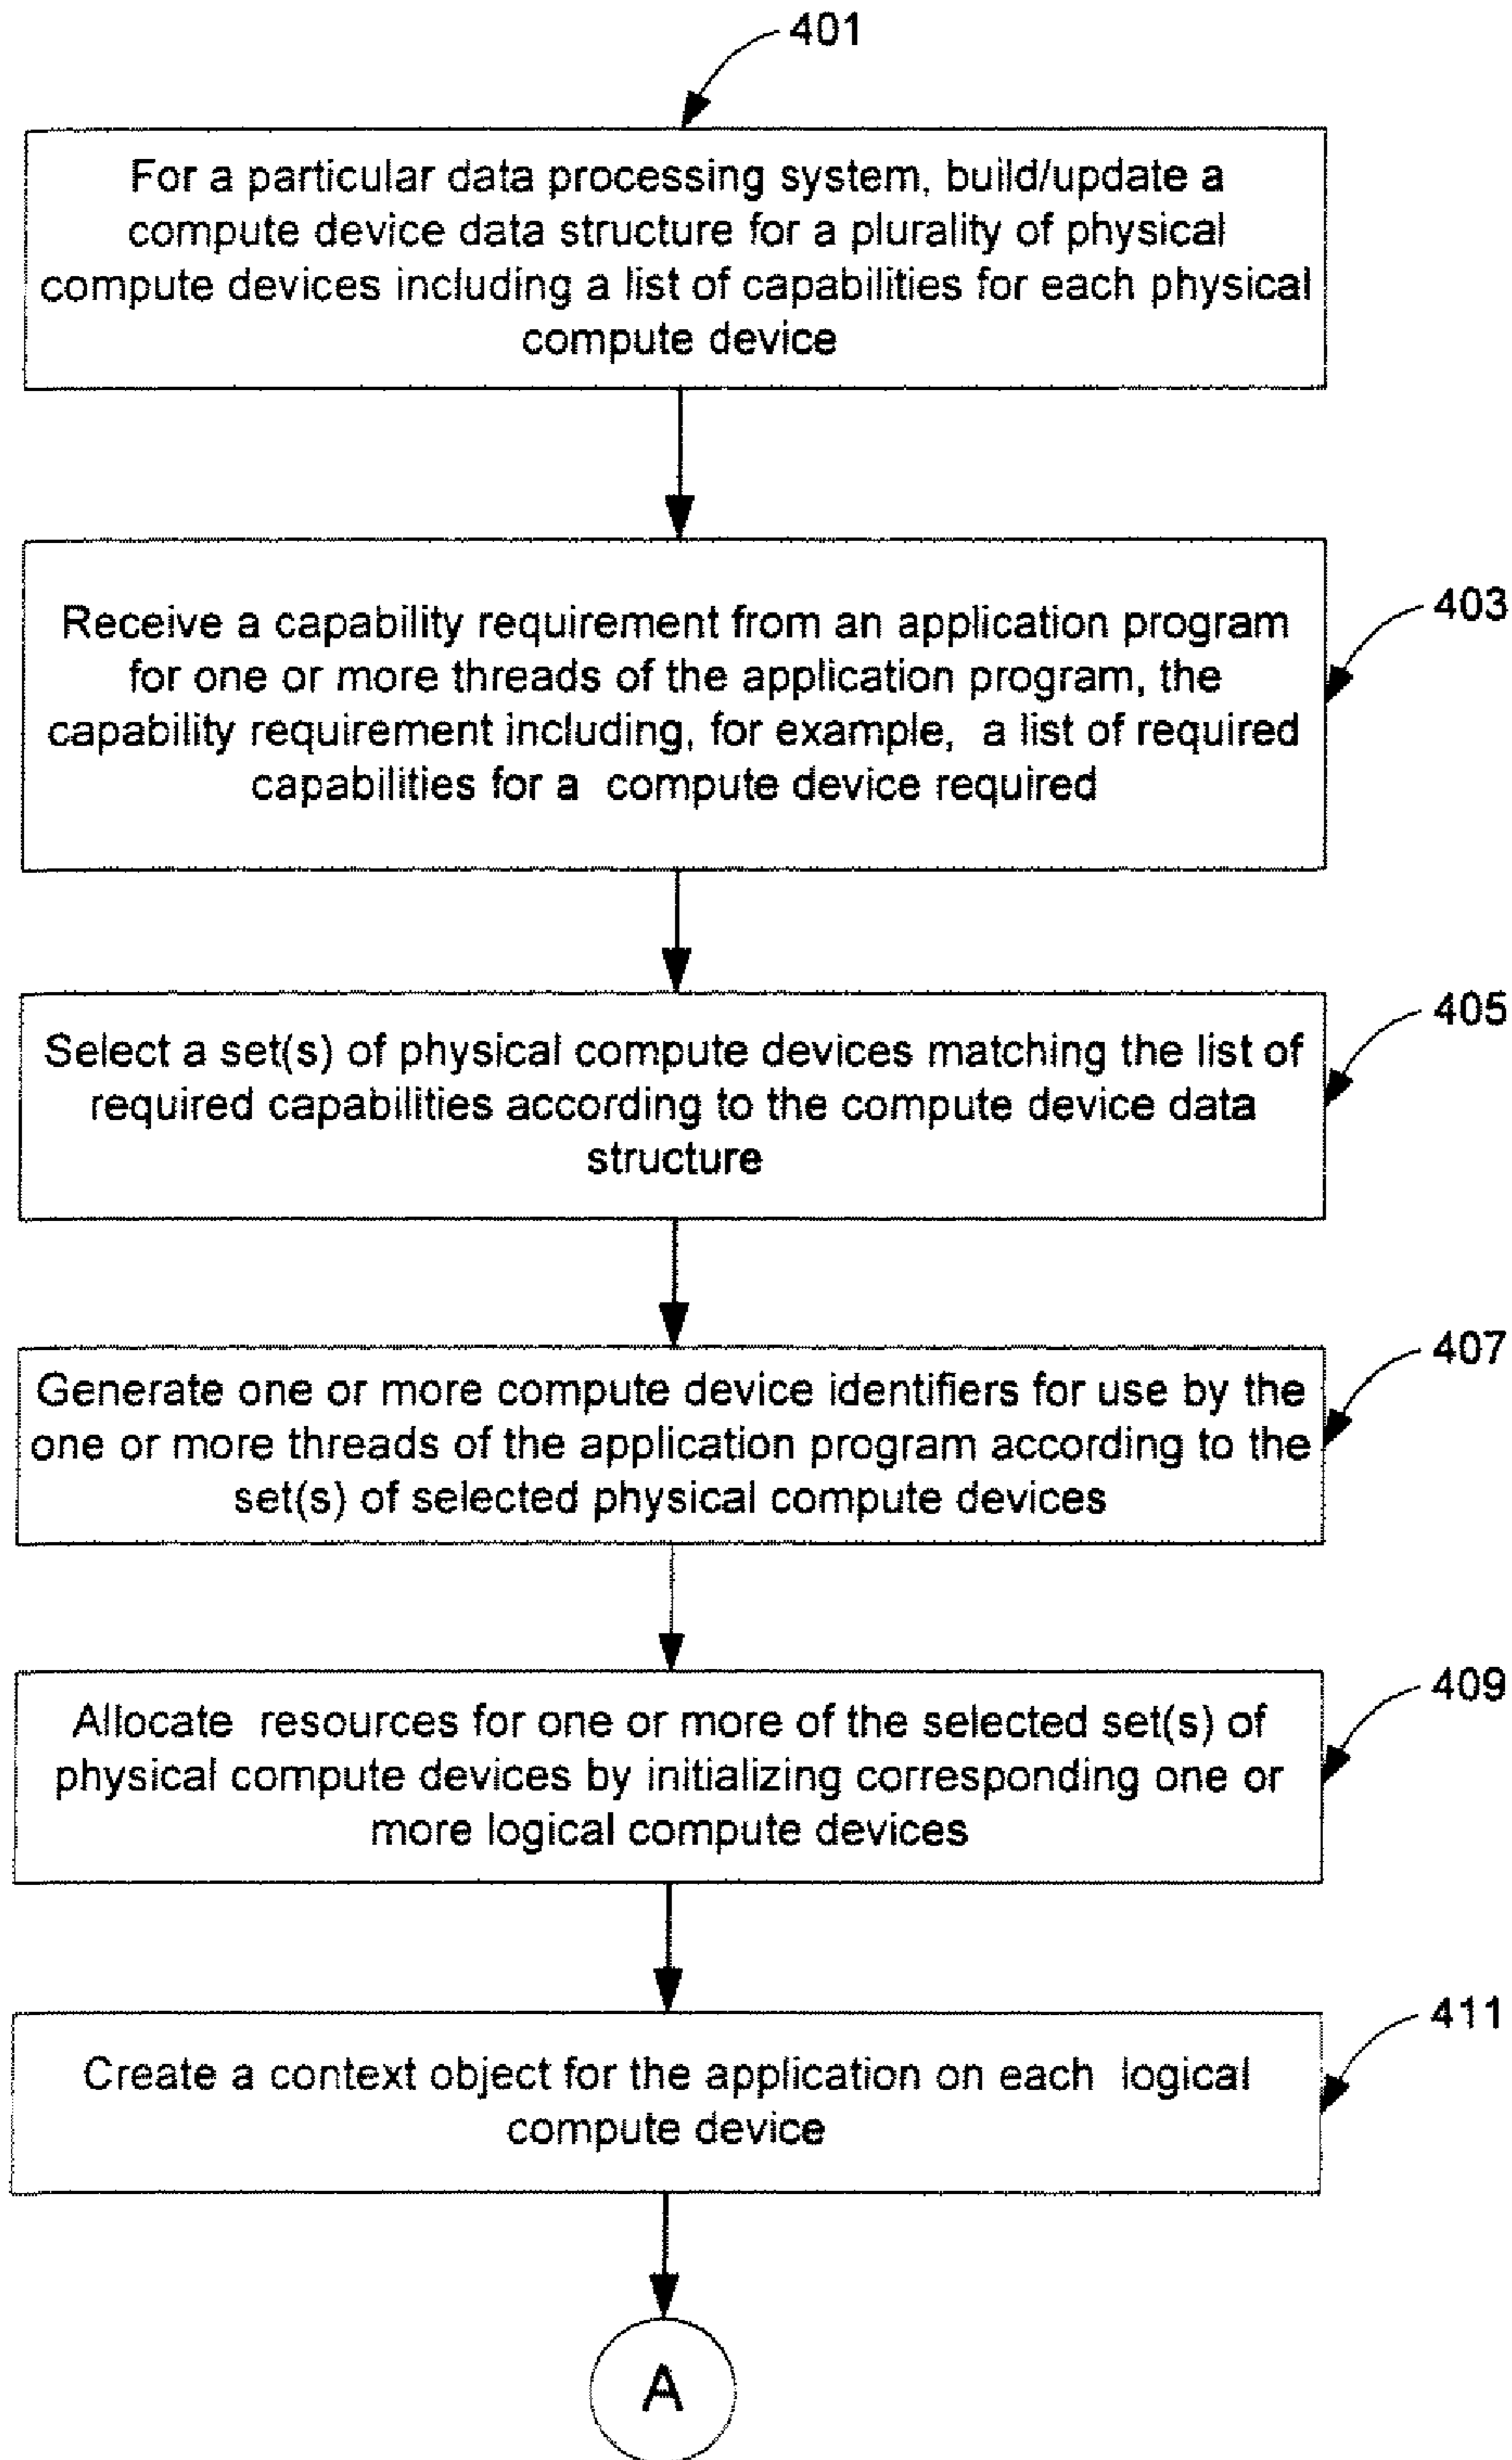 401
For a particular data processing system, build/update a
compute device data structure for a plurality of physical
compute devices including a list of capabilities for each physical
compute device
403
Receive a capability requirement from an application program
for one or more threads of the application program, the
capability requirement including, for example, a list of required
capabilities for a compute device required
405
Select a set(s) of physical compute devices matching the list of
required capabilities according to the compute device data
structure
407
Generate one or more compute device identifiers for use by the
one or more threads of the application program according to the
set(s) of selected physical compute devices
409
Allocate resources for one or more of the selected set(s) of
physical compute devices by initializing corresponding one or
more logical compute devices
411
Create a context object for the application on each logical
compute device
A